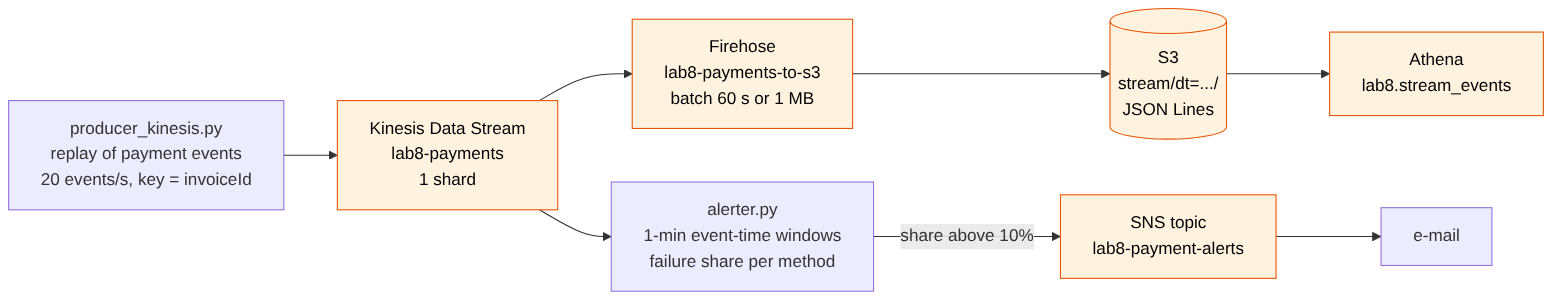 producer_kinesis.py
replay of payment events
20 events/s, key = invoiceId
Kinesis Data Stream
lab8-payments
1 shard
Firehose
lab8-payments-to-s3
batch 60 s or 1 MB
S3
stream/dt=.../
JSON Lines
Athena
lab8.stream_events
alerter.py
1-min event-time windows
failure share per method
share above 10%
SNS topic
lab8-payment-alerts
e-mail